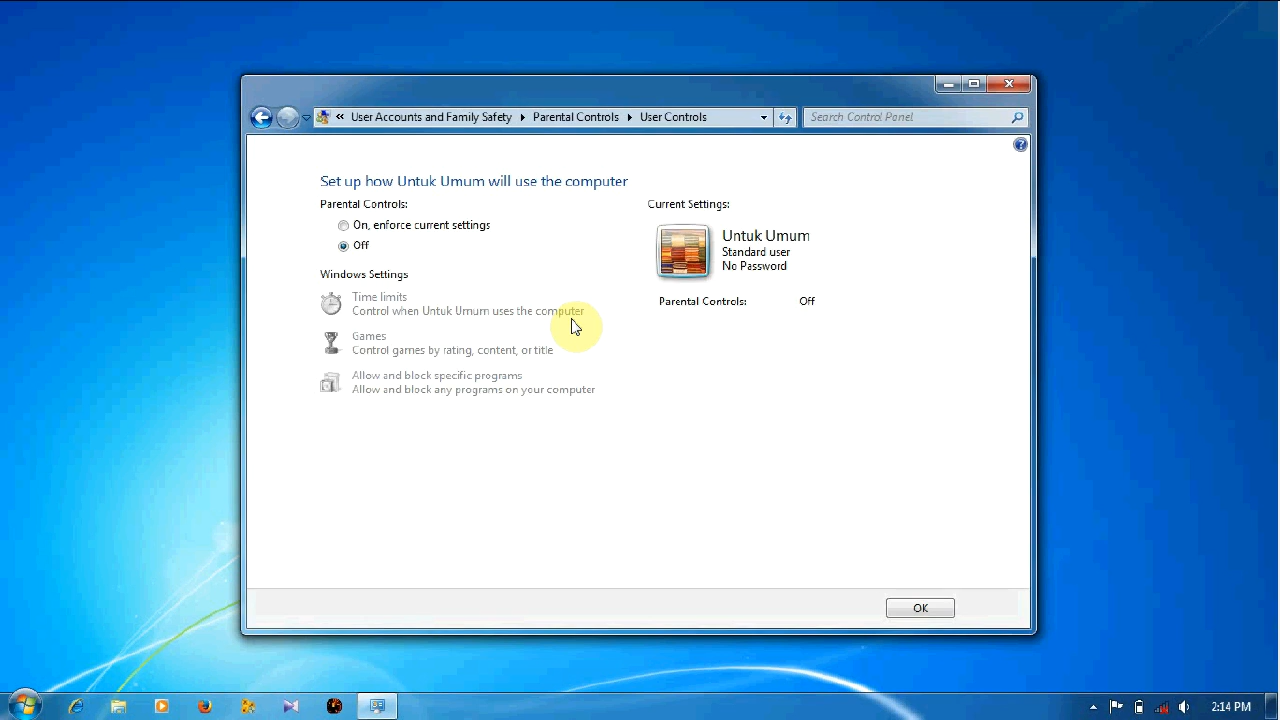 « User Accounts and Family Safety ▸ Parental Controls ▸ User Controls
Search Control Panel
Set up how Untuk Umum will use the computer
Parental Controls:
On, enforce current settings
Off
Windows Settings
Time limits
Control when Untuk Umum uses the computer
Games
Control games by rating, content, or title
Allow and block specific programs
Allow and block any programs on your computer
Current Settings:
Untuk Umum
Standard user
No Password
Parental Controls: Off
OK
2:14 PM